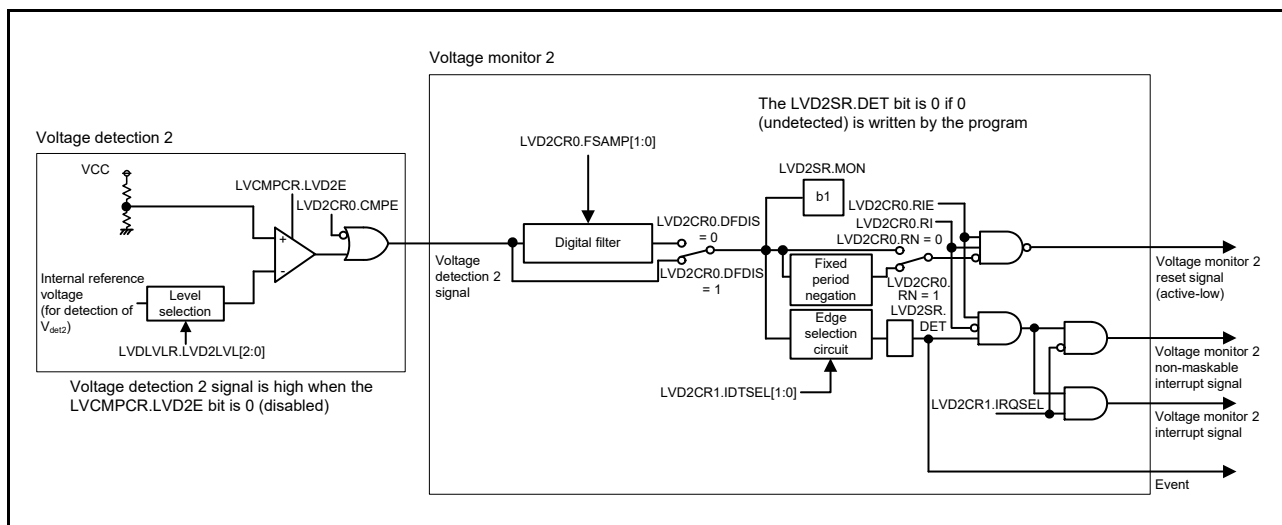 Voltage monitor 2
The LVD2SR.DET bit is 0 if 0
(undetected) is written by the program
Voltage detection 2
VCC
LVCMPCR.LVD2E
LVD2CR0.CMPE
+
-
Internal reference
voltage
(for detection of
Vdet2)
Level
selection
LVDLVLR.LVD2LVL[2:0]
Voltage detection 2 signal is high when the
LVCMPCR.LVD2E bit is 0 (disabled)
LVD2CR0.FSAMP[1:0]
Digital filter
Voltage
detection 2
signal
LVD2CR0.DFDIS
= 0
LVD2CR0.DFDIS
= 1
LVD2SR.MON
b1
LVD2CR0.RIE
LVD2CR0.RI
LVD2CR0.RN = 0
Fixed
period
negation
LVD2CR0.
RN = 1
LVD2SR.
DET
Edge
selection
circuit
LVD2CR1.IDTSEL[1:0]
LVD2CR1.IRQSEL
Voltage monitor 2
reset signal
(active-low)
Voltage monitor 2
non-maskable
interrupt signal
Voltage monitor 2
interrupt signal
Event